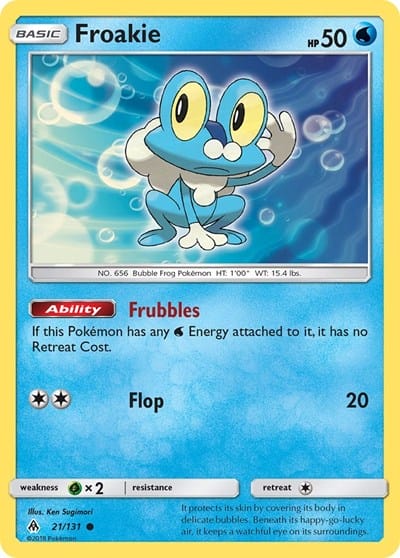 BASIC Froakie HP 50
NO. 656 Bubble Frog Pokémon HT: 1'00" WT: 15.4 lbs.
Ability Frubbles
If this Pokémon has any Energy attached to it, it has no
Retreat Cost.
Flop 20
weakness × 2 resistance retreat
Illus. Ken Sugimori
21/131
©2018 Pokémon
It protects its skin by covering its body in
delicate bubbles. Beneath its happy-go-lucky
air, it keeps a watchful eye on its surroundings.